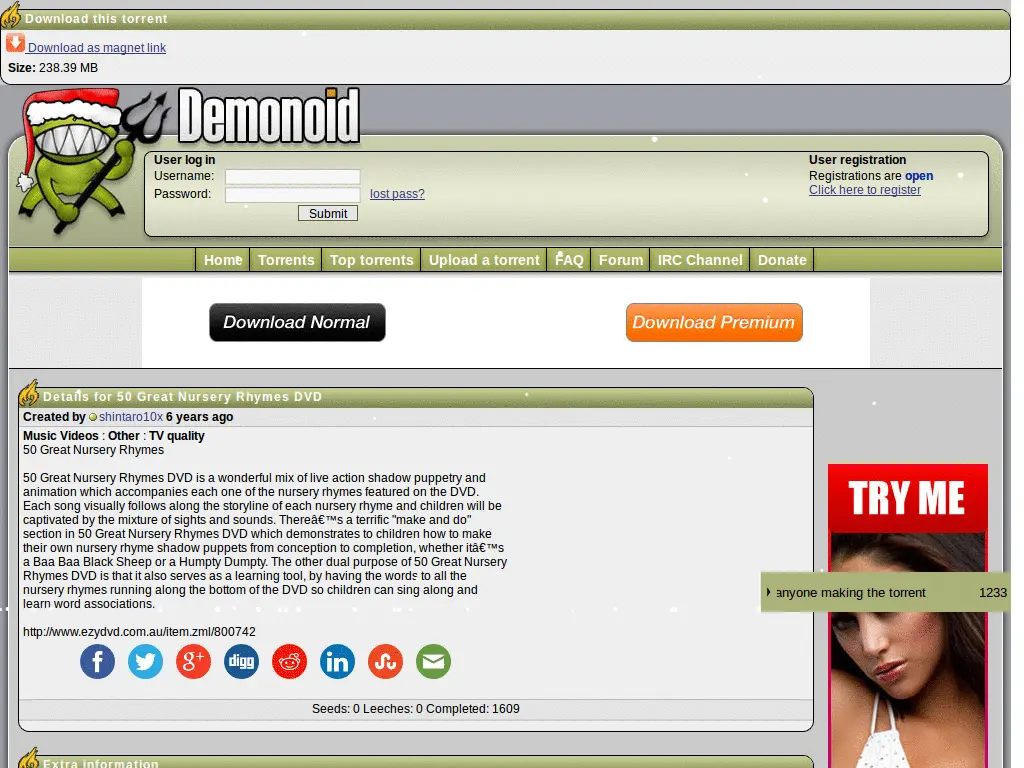 Download this torrent
Download as magnet link
Size: 238.39 MB
Demonoid
User log in
Username:
Password:
lost pass?
Submit
User registration
Registrations are open
Click here to register
Home
Torrents
Top torrents
Upload a torrent
FAQ
Forum
IRC Channel
Donate
Download Normal
Download Premium
Details for 50 Great Nursery Rhymes DVD
Created by shintaro10x 6 years ago
Music Videos : Other : TV quality
50 Great Nursery Rhymes
50 Great Nursery Rhymes DVD is a wonderful mix of live action shadow puppetry and
animation which accompanies each one of the nursery rhymes featured on the DVD.
Each song visually follows along the storyline of each nursery rhyme and children will be
captivated by the mixture of sights and sounds. Thereâ€™s a terrific "make and do"
section in 50 Great Nursery Rhymes DVD which demonstrates to children how to make
their own nursery rhyme shadow puppets from conception to completion, whether itâ€™s
a Baa Baa Black Sheep or a Humpty Dumpty. The other dual purpose of 50 Great Nursery
Rhymes DVD is that it also serves as a learning tool, by having the words to all the
nursery rhymes running along the bottom of the DVD so children can sing along and
learn word associations.
http://www.ezydvd.com.au/item.zml/800742
f
g+
digg
in
Seeds: 0 Leeches: 0 Completed: 1609
TRY ME
anyone making the torrent
1233
Extra information